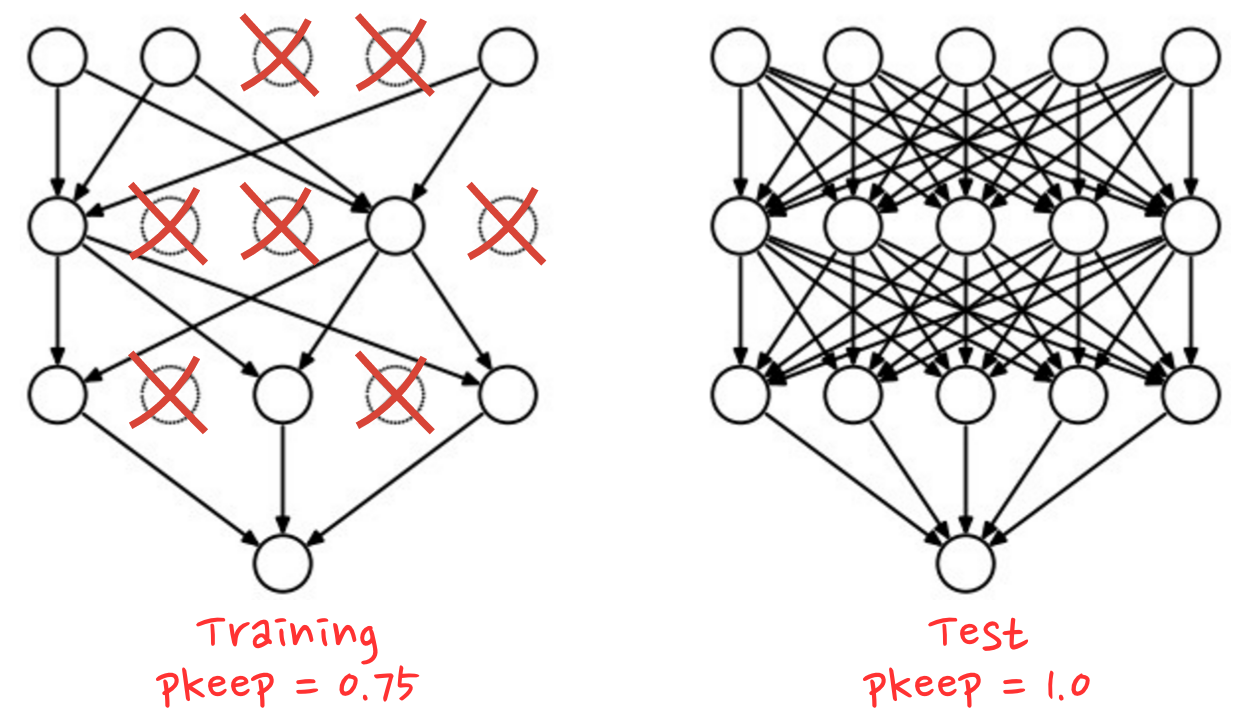 Training
pkeep = 0.75
Test
pkeep = 1.0